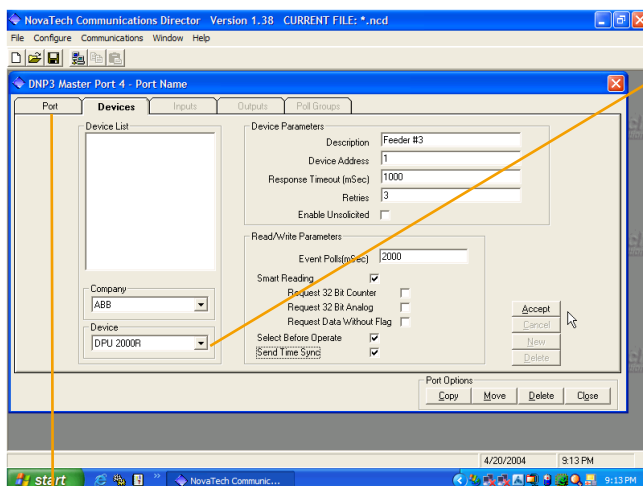 NovaTech Communications Director   Version 1.38   CURRENT FILE: *.ncd
File Configure Communications Window Help
DNP3 Master Port 4 - Port Name
Port Devices Inputs Outputs Poll Groups
Device List
Device Parameters
Description Feeder #3
Device Address 1
Response Timeout (mSec) 1000
Retries 3
Enable Unsolicited
Read/Write Parameters
Event Polls(mSec) 2000
Smart Reading
Request 32 Bit Counter
Request 32 Bit Analog
Request Data Without Flag
Select Before Operate
Send Time Sync
Company
ABB
Device
DPU 2000R
Accept
Cancel
New
Delete
Port Options
Copy Move Delete Close
4/20/2004 9:13 PM
start NovaTech Communic... 9:13 PM